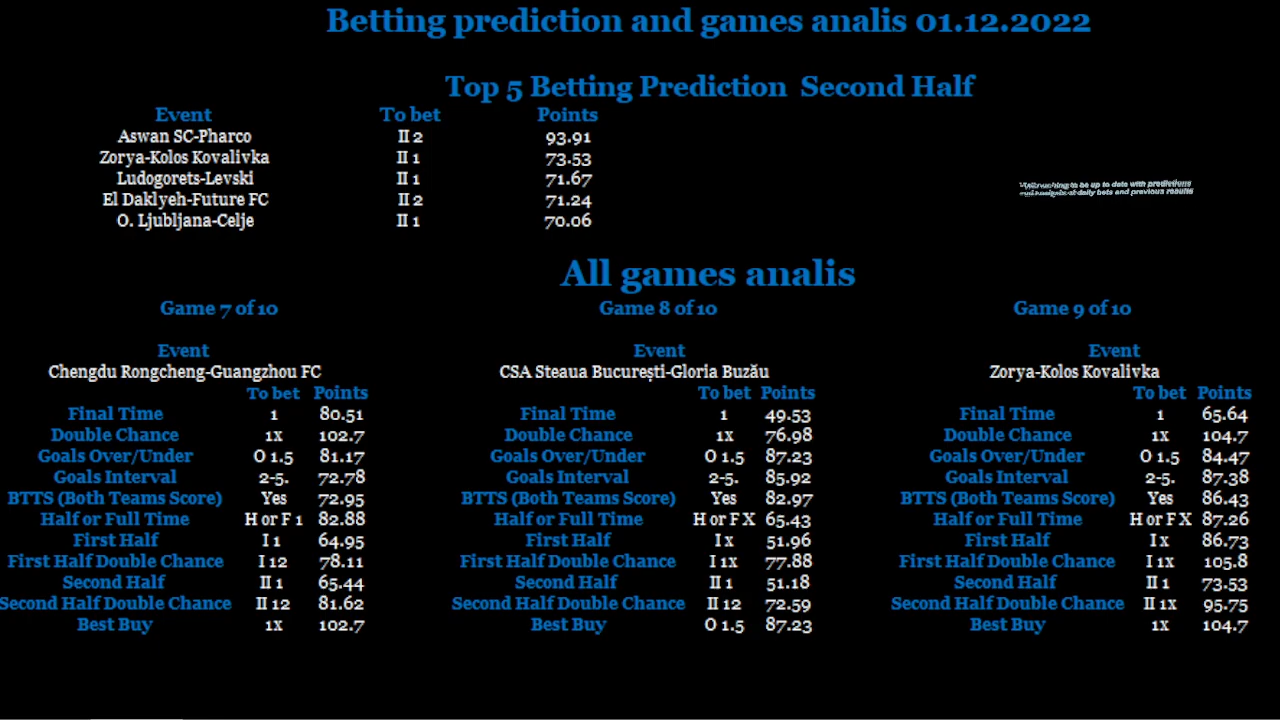 Betting prediction and games analis 01.12.2022
Top 5 Betting Prediction Second Half
Event To bet Points
Aswan SC-Pharco II 2 93.91
Zorya-Kolos Kovalivka II 1 73.53
Ludogorets-Levski II 1 71.67
El Daklyeh-Future FC II 2 71.24
O. Ljubljana-Celje II 1 70.06
to be up to date with predictions
of daily bets and previous results
All games analis
Game 7 of 10 Game 8 of 10 Game 9 of 10
Event Event Event
Chengdu Rongcheng-Guangzhou FC CSA Steaua București-Gloria Buzău Zorya-Kolos Kovalivka
To bet Points To bet Points To bet Points
Final Time 1 80.51 Final Time 1 49.53 Final Time 1 65.64
Double Chance 1x 102.7 Double Chance 1x 76.98 Double Chance 1x 104.7
Goals Over/Under O 1.5 81.17 Goals Over/Under O 1.5 87.23 Goals Over/Under O 1.5 84.47
Goals Interval 2-5. 72.78 Goals Interval 2-5. 85.92 Goals Interval 2-5. 87.38
BTTS (Both Teams Score) Yes 72.95 BTTS (Both Teams Score) Yes 82.97 BTTS (Both Teams Score) Yes 86.43
Half or Full Time H or F 1 82.88 Half or Full Time H or F X 65.43 Half or Full Time H or F X 87.26
First Half I 1 64.95 First Half I x 51.96 First Half I x 86.73
First Half Double Chance I 12 78.11 First Half Double Chance I 1x 77.88 First Half Double Chance I 1x 105.8
Second Half II 1 65.44 Second Half II 1 51.18 Second Half II 1 73.53
Second Half Double Chance II 12 81.62 Second Half Double Chance II 12 72.59 Second Half Double Chance II 1x 95.75
Best Buy 1x 102.7 Best Buy O 1.5 87.23 Best Buy 1x 104.7